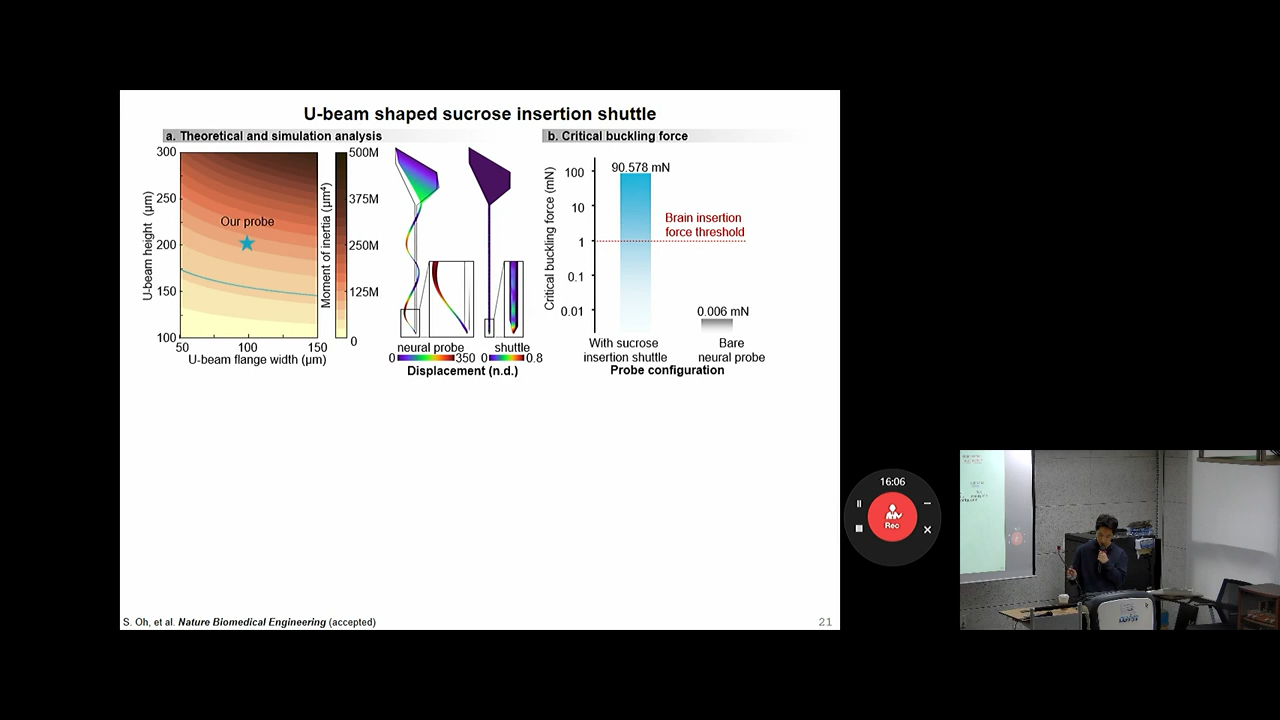 U-beam shaped sucrose insertion shuttle
a. Theoretical and simulation analysis
300
250
200
150
100
U-beam height (µm)
Our probe
50
100
150
U-beam flange width (µm)
500M
375M
250M
125M
0
Moment of inertia (µm⁴)
neural probe
0
350
shuttle
0
0.8
Displacement (n.d.)
b. Critical buckling force
Critical buckling force (mN)
100
10
1
0.1
0.01
90.578 mN
Brain insertion
force threshold
0.006 mN
With sucrose
insertion shuttle
Bare
neural probe
Probe configuration
S. Oh, et al. Nature Biomedical Engineering (accepted)
21
16:06
Rec